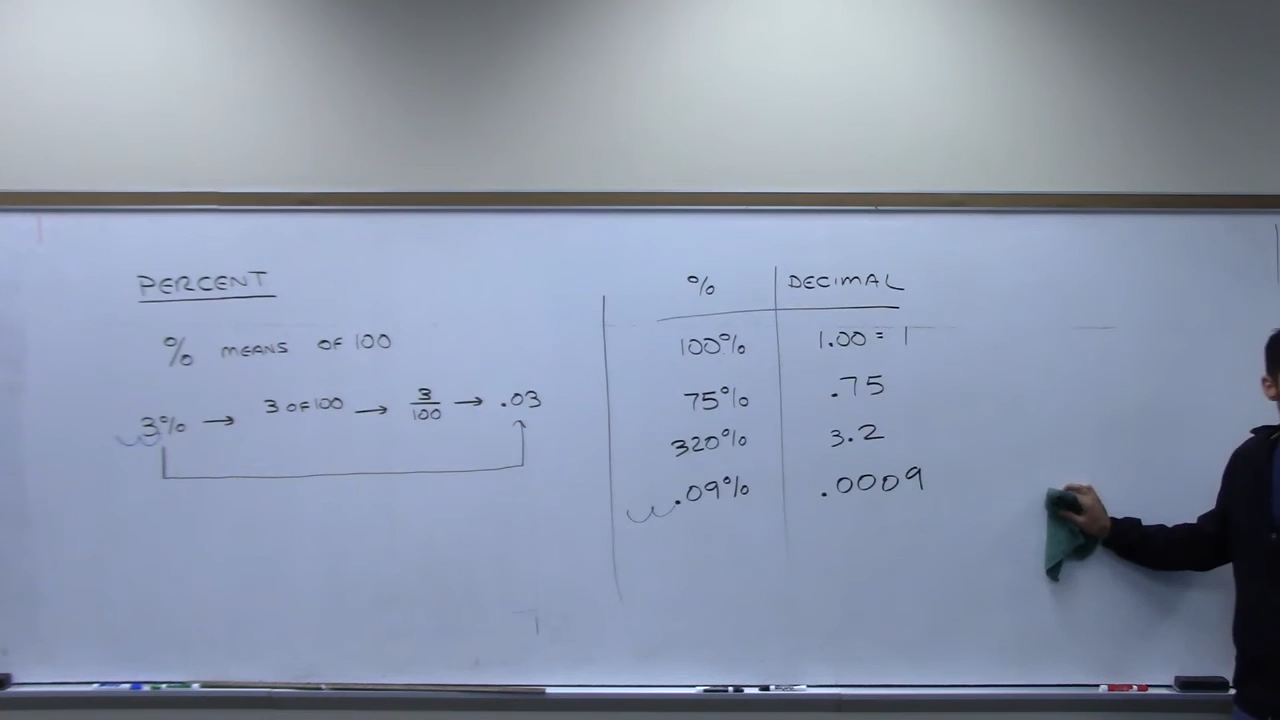 PERCENT
% MEANS OF 100
3% → 3 OF 100 → 3/100 → .03
% DECIMAL
100% 1.00 = 1
75% .75
320% 3.2
.09% .0009